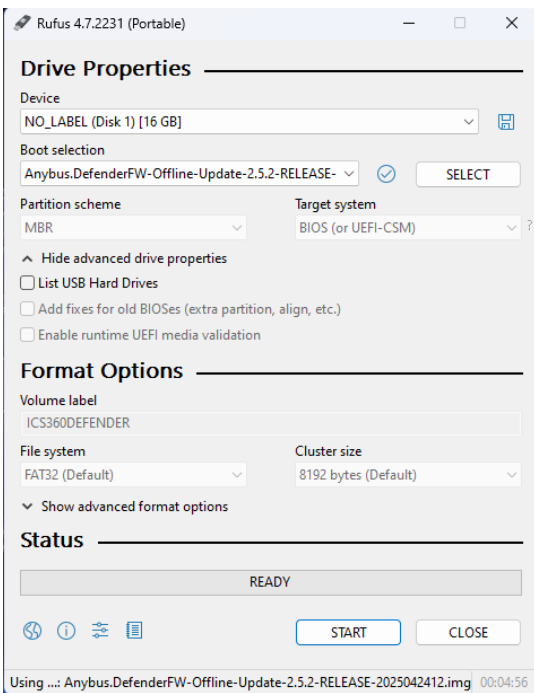 Rufus 4.7.2231 (Portable)
Drive Properties
Device
NO_LABEL (Disk 1) [16 GB]
Boot selection
Anybus.DefenderFW-Offline-Update-2.5.2-RELEASE-
SELECT
Partition scheme
Target system
MBR
BIOS (or UEFI-CSM)
?
Hide advanced drive properties
List USB Hard Drives
Add fixes for old BIOSes (extra partition, align, etc.)
Enable runtime UEFI media validation
Format Options
Volume label
ICS360DEFENDER
File system
Cluster size
FAT32 (Default)
8192 bytes (Default)
Show advanced format options
Status
READY
START
CLOSE
Using ...: Anybus.DefenderFW-Offline-Update-2.5.2-RELEASE-2025042412.img
00:04:56